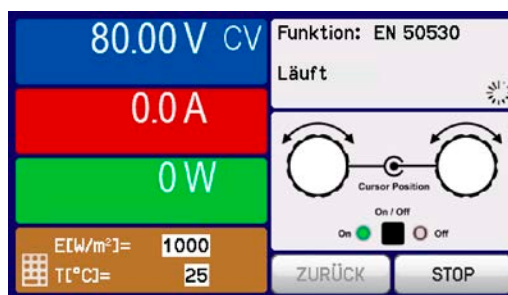 80.00 V CV
0.0 A
0 W
E[W/m²]= 1000
T[°C]= 25
Funktion: EN 50530
Läuft
Cursor Position
On / Off
On Off
ZURÜCK STOP